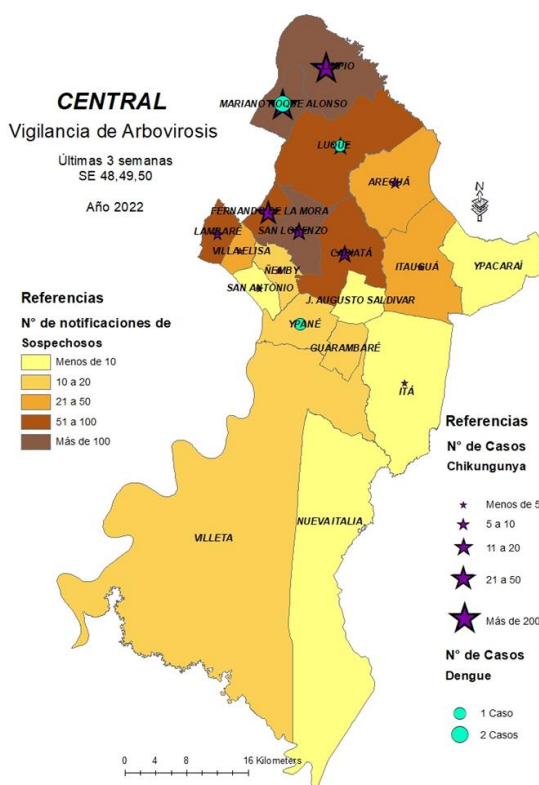 CENTRAL
Vigilancia de Arbovirosis
Últimas 3 semanas
SE 48,49,50
Año 2022
MARIANO ROQUE ALONSO
LUQUE
AREGUÁ
N
FERNANDO DE LA MORA
LAMBARÉ
SAN LORENZO
VILLA ELISA
CAPIATÁ
ITAUGUÁ
YPACARAÍ
ÑEMBY
SAN ANTONIO
J. AUGUSTO SALDIVAR
YPANÉ
GUARAMBARÉ
ITÁ
VILLETA
NUEVA ITALIA
Referencias
N° de notificaciones de
Sospechosos
Menos de 10
10 a 20
21 a 50
51 a 100
Más de 100
Referencias
N° de Casos
Chikungunya
Menos de 5
5 a 10
11 a 20
21 a 50
Más de 200
N° de Casos
Dengue
1 Caso
2 Casos
0 4 8 16 Kilometers